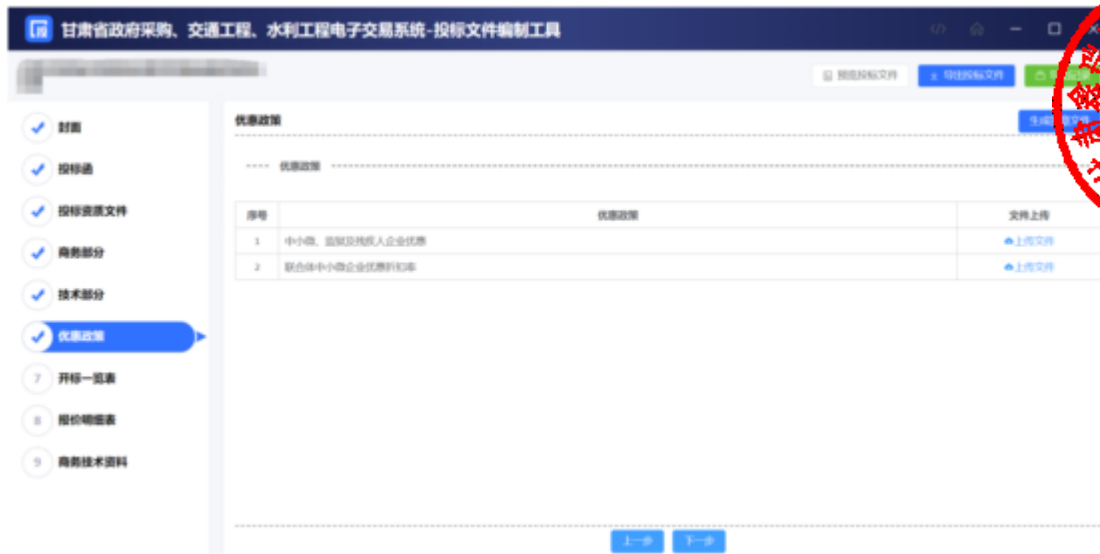 甘肃省政府采购、交通工程、水利工程电子交易系统-投标文件编制工具
预览投标文件
导出投标文件
封面
投标函
投标资质文件
商务部分
技术部分
优惠政策
7 开标一览表
8 报价明细表
9 商务技术资料
优惠政策
优惠政策
序号 优惠政策 文件上传
1 中小微、监狱及残疾人企业优惠 上传文件
2 联合体中小微企业优惠折扣率 上传文件
上一步 下一步